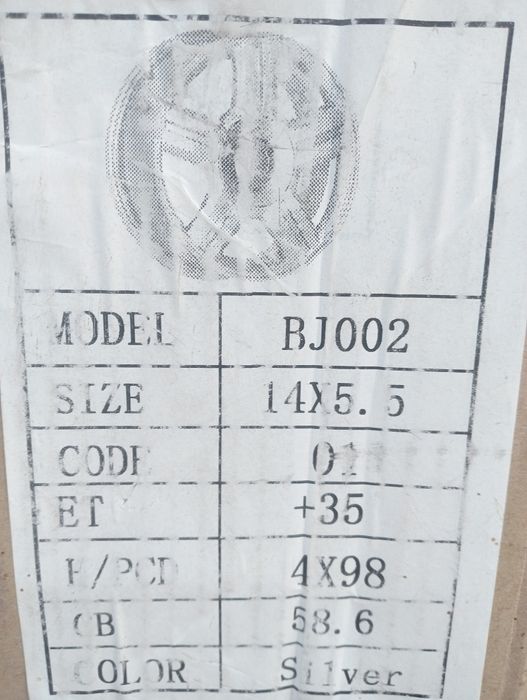 MODEL BJ002
SIZE 14X5.5
CODE 01
ET +35
H/PCD 4X98
CB 58.6
COLOR Silver